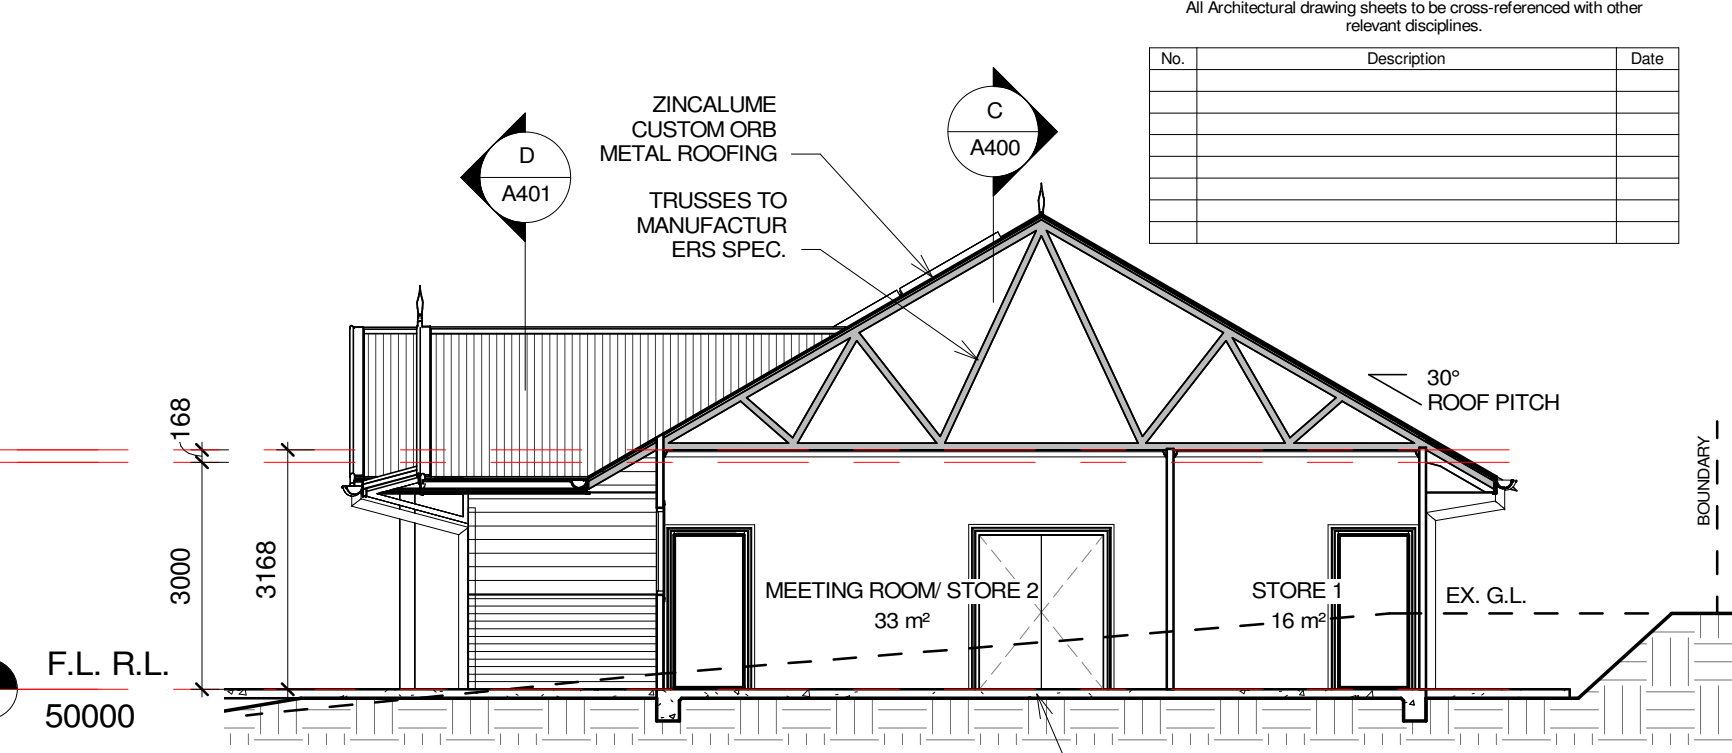 All Architectural drawing sheets to be cross-referenced with other
relevant disciplines.
No. Description Date
ZINCALUME
CUSTOM ORB
METAL ROOFING
C
A400
D
A401
TRUSSES TO
MANUFACTUR
ERS SPEC.
30°
ROOF PITCH
168
3000
3168
BOUNDARY
MEETING ROOM/ STORE 2
33 m²
STORE 1
16 m²
EX. G.L.
F.L. R.L.
50000